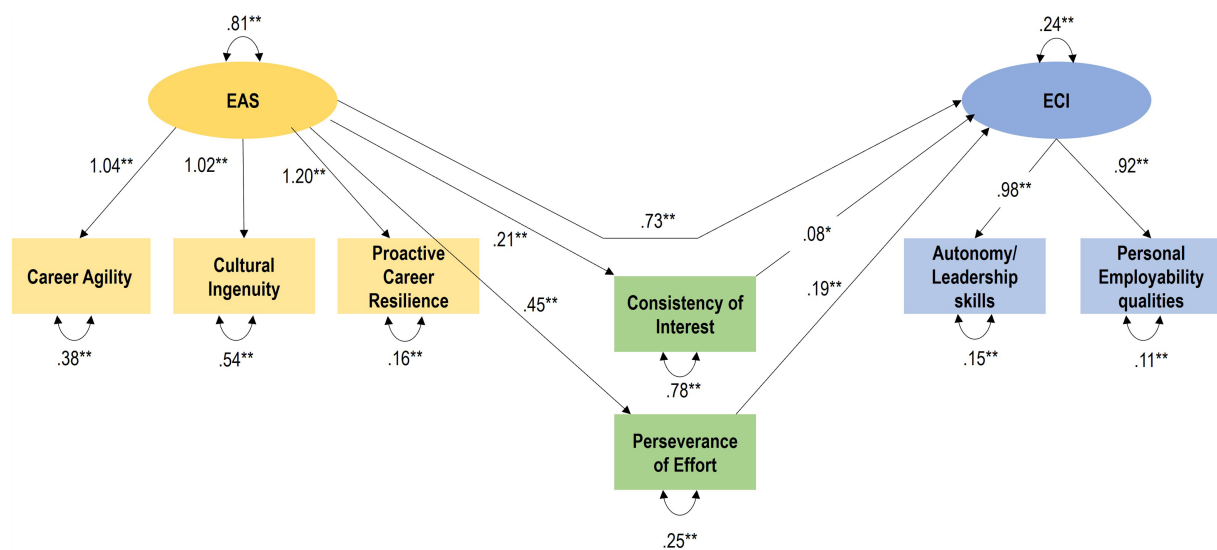 .81**
.24**
EAS
ECI
1.04**
1.02**
1.20**
.92**
.98**
.21**
.73**
.08*
Career Agility
Cultural
Ingenuity
Proactive
Career
Resilience
Autonomy/
Leadership
skills
Personal
Employability
qualities
.45**
.19**
Consistency of
Interest
.38**
.54**
.16**
.15**
.11**
.78**
Perseverance
of Effort
.25**